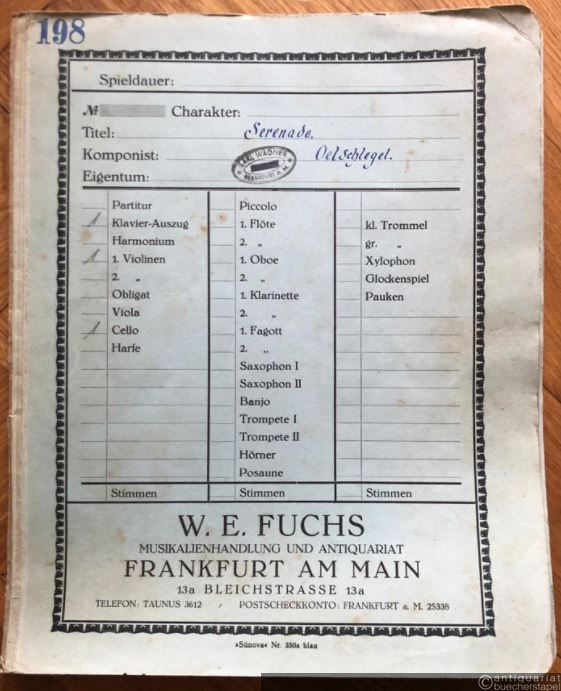 198
Spieldauer:
№ Charakter:
Titel: Serenade.
Komponist: Oelschlegel.
CARL WAGNER
FRANKFURT A M.
Eigentum:
Partitur
1 Klavier-Auszug
Harmonium
1 1. Violinen
2. „
Obligat
Viola
1 Cello
Harfe
Stimmen
Piccolo
1. Flöte
2. „
1. Oboe
2. „
1. Klarinette
2. „
1. Fagott
2. „
Saxophon I
Saxophon II
Banjo
Trompete I
Trompete II
Hörner
Posaune
Stimmen
kl. Trommel
gr. „
Xylophon
Glockenspiel
Pauken
Stimmen
W. E. FUCHS
MUSIKALIENHANDLUNG UND ANTIQUARIAT
FRANKFURT AM MAIN
13a BLEICHSTRASSE 13a
TELEFON: TAUNUS 3612 / POSTSCHECKKONTO: FRANKFURT a. M. 25338
»Sünova« Nr. 350a blau
© antiquariat
buecherstapel